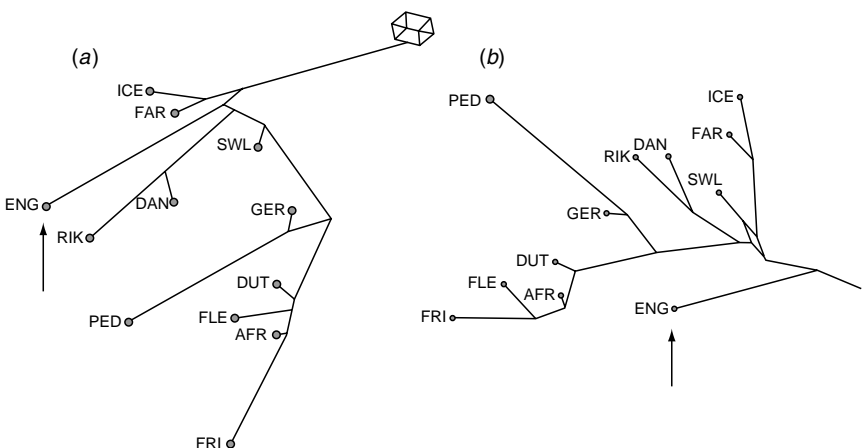 (a)
ICE
FAR
SWL
ENG
DAN
RIK
GER
DUT
PED
FLE
AFR
FRI
(b)
PED
ICE
FAR
DAN
RIK
SWL
GER
DUT
FLE
AFR
ENG
FRI